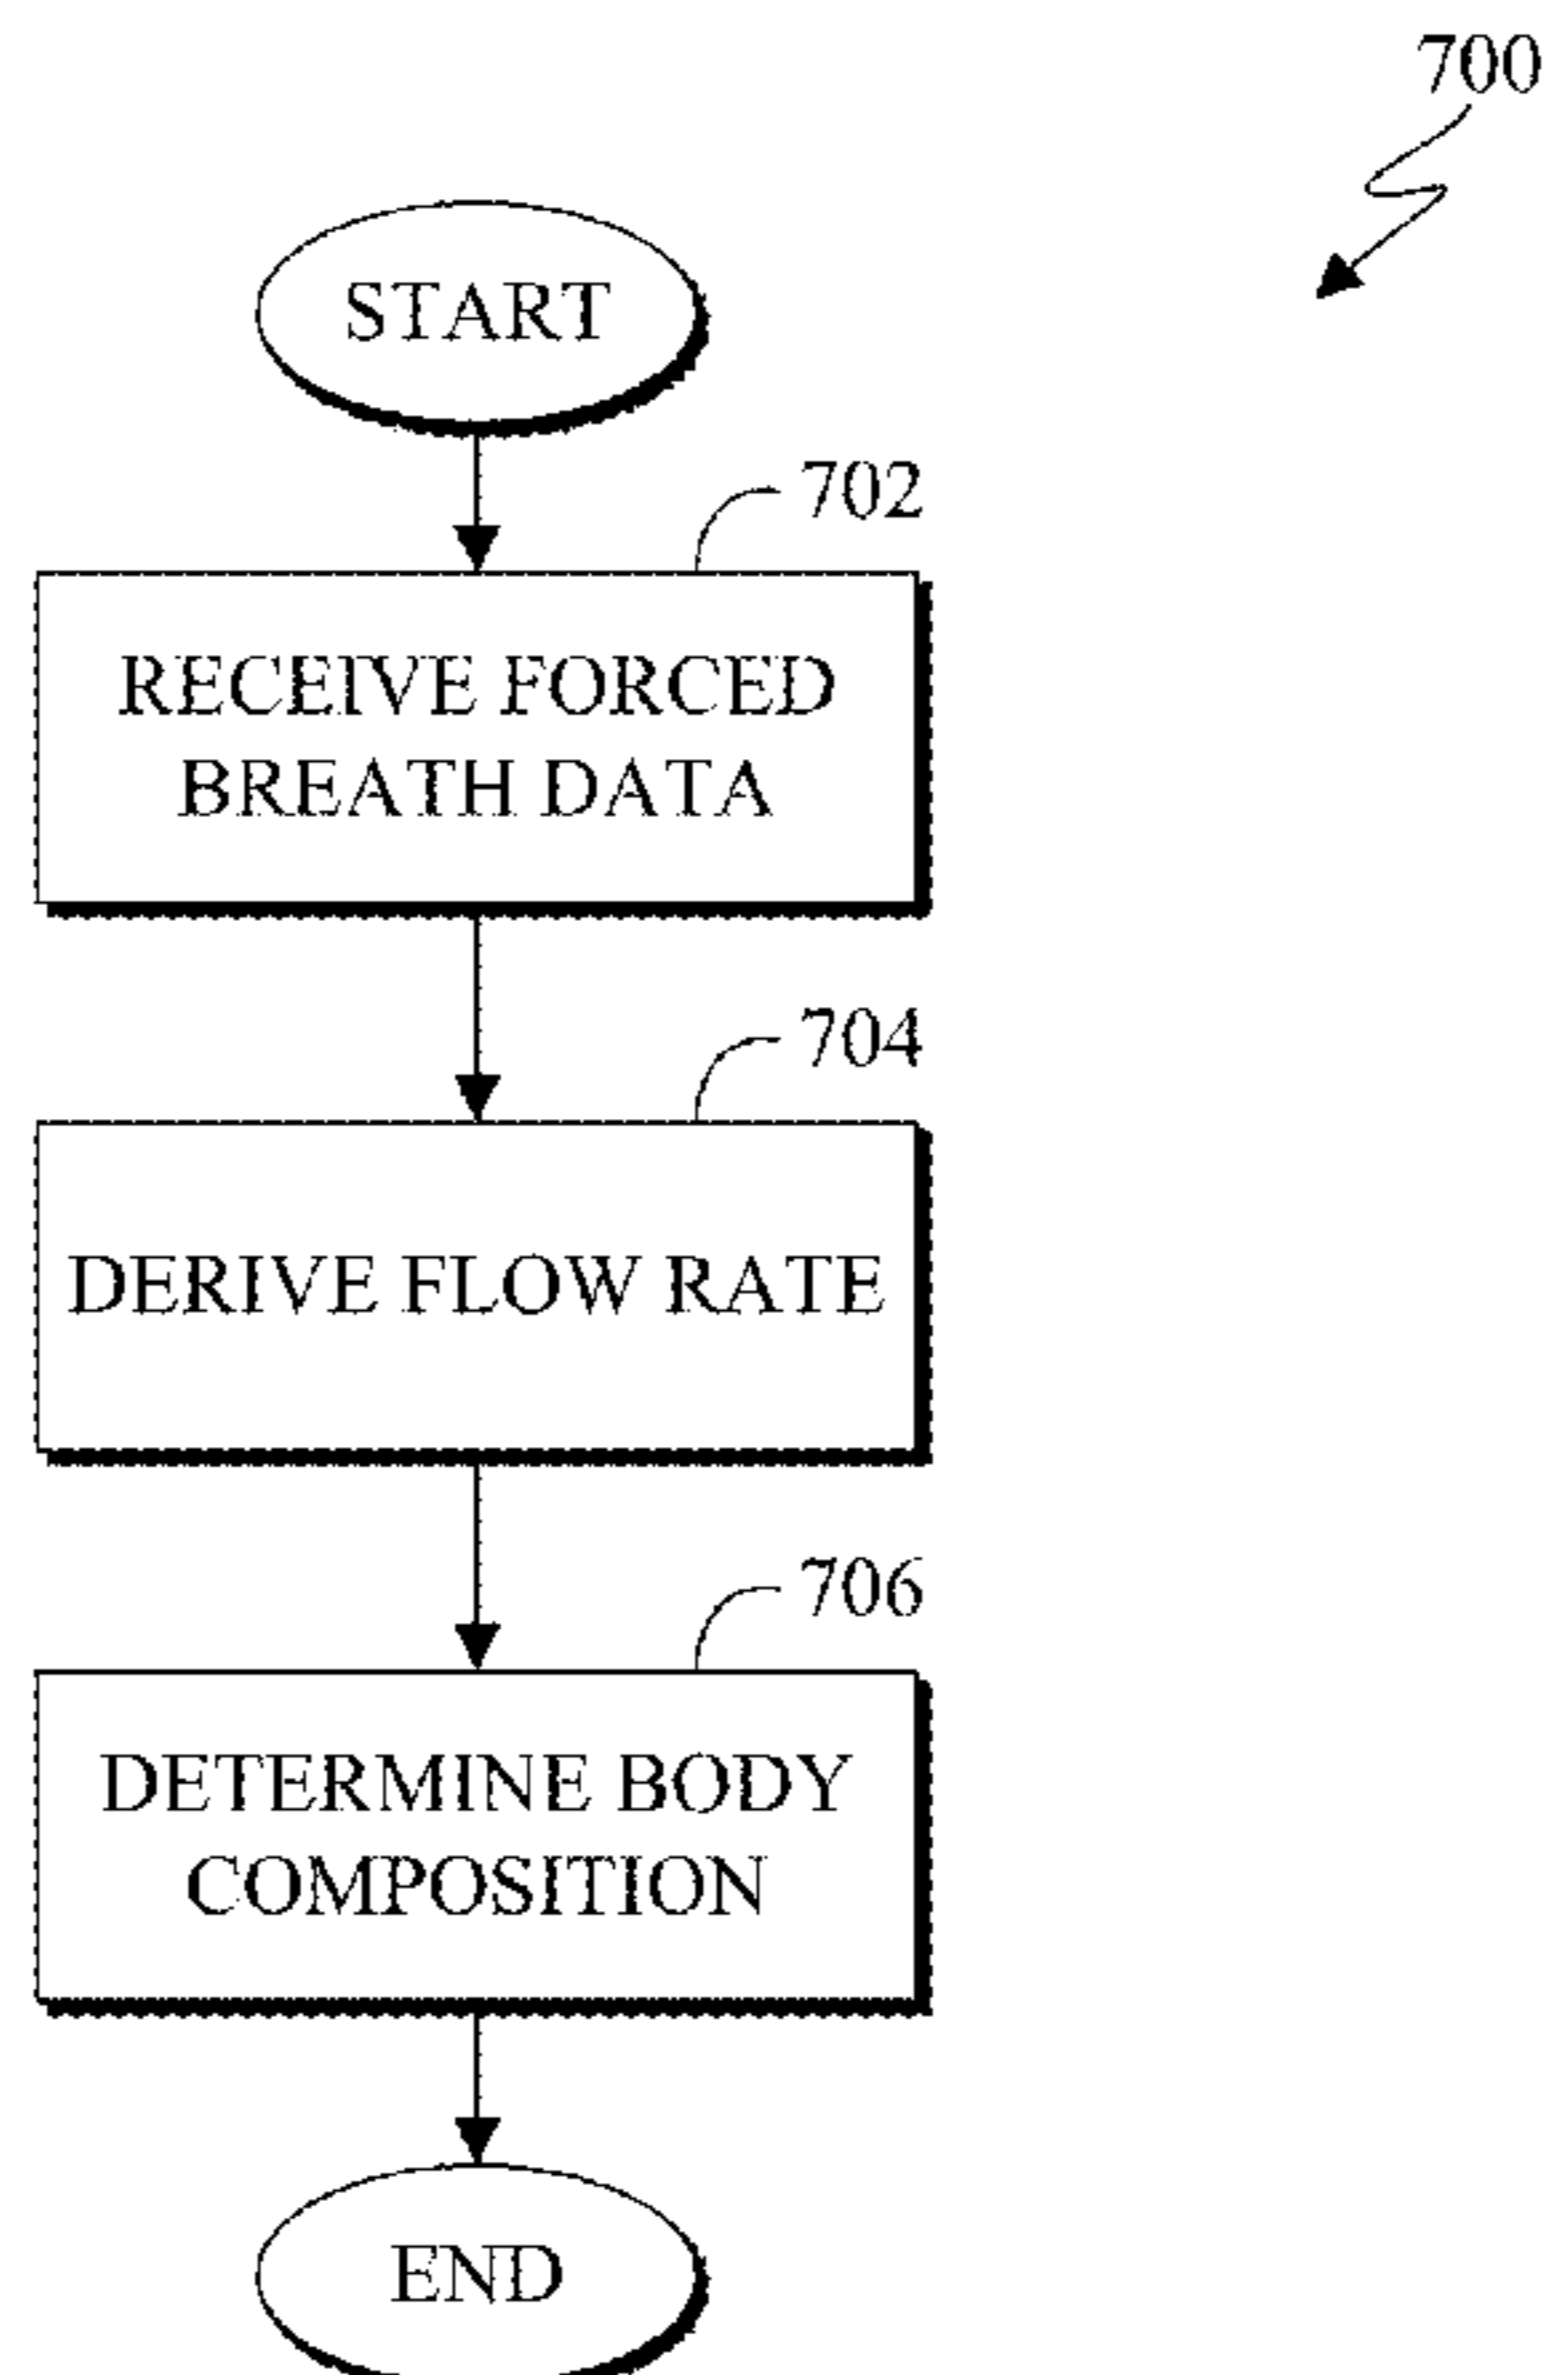 700
START
702
RECEIVE FORCED
BREATH DATA
704
DERIVE FLOW RATE
706
DETERMINE BODY
COMPOSITION
END